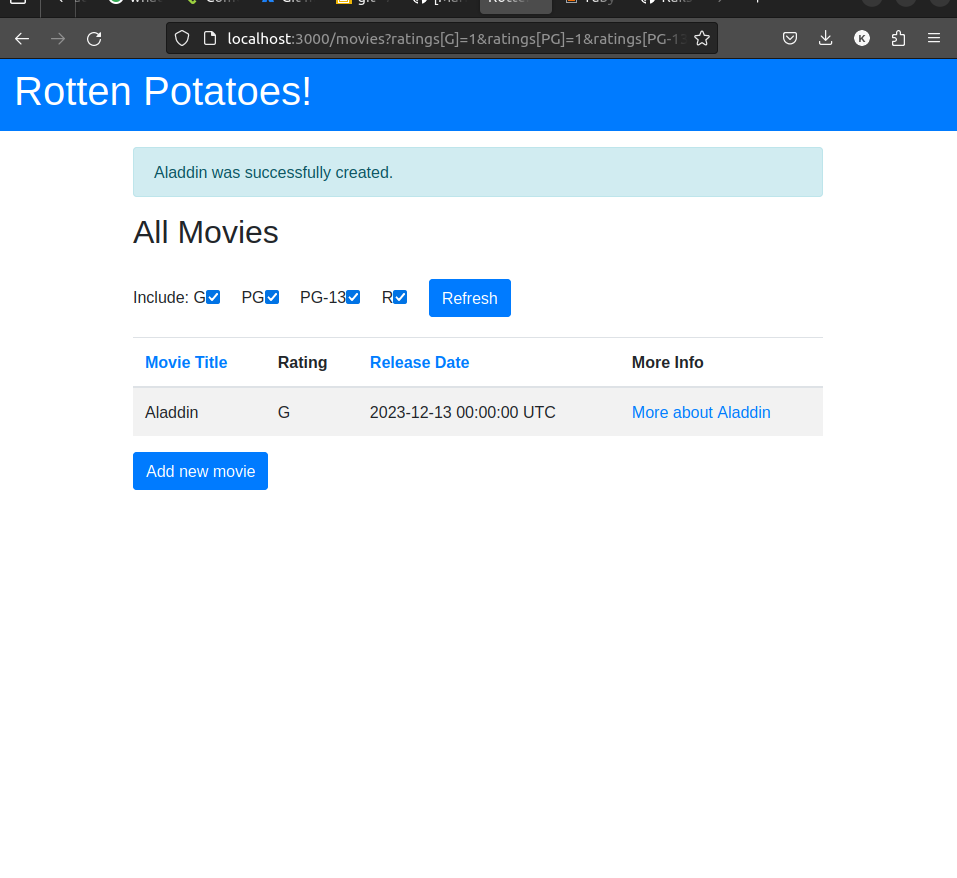 localhost:3000/movies?ratings[G]=1&ratings[PG]=1&ratings[PG-13
K
Rotten Potatoes!
Aladdin was successfully created.
All Movies
Include: G PG PG-13 R Refresh
Movie Title Rating Release Date More Info
Aladdin G 2023-12-13 00:00:00 UTC More about Aladdin
Add new movie